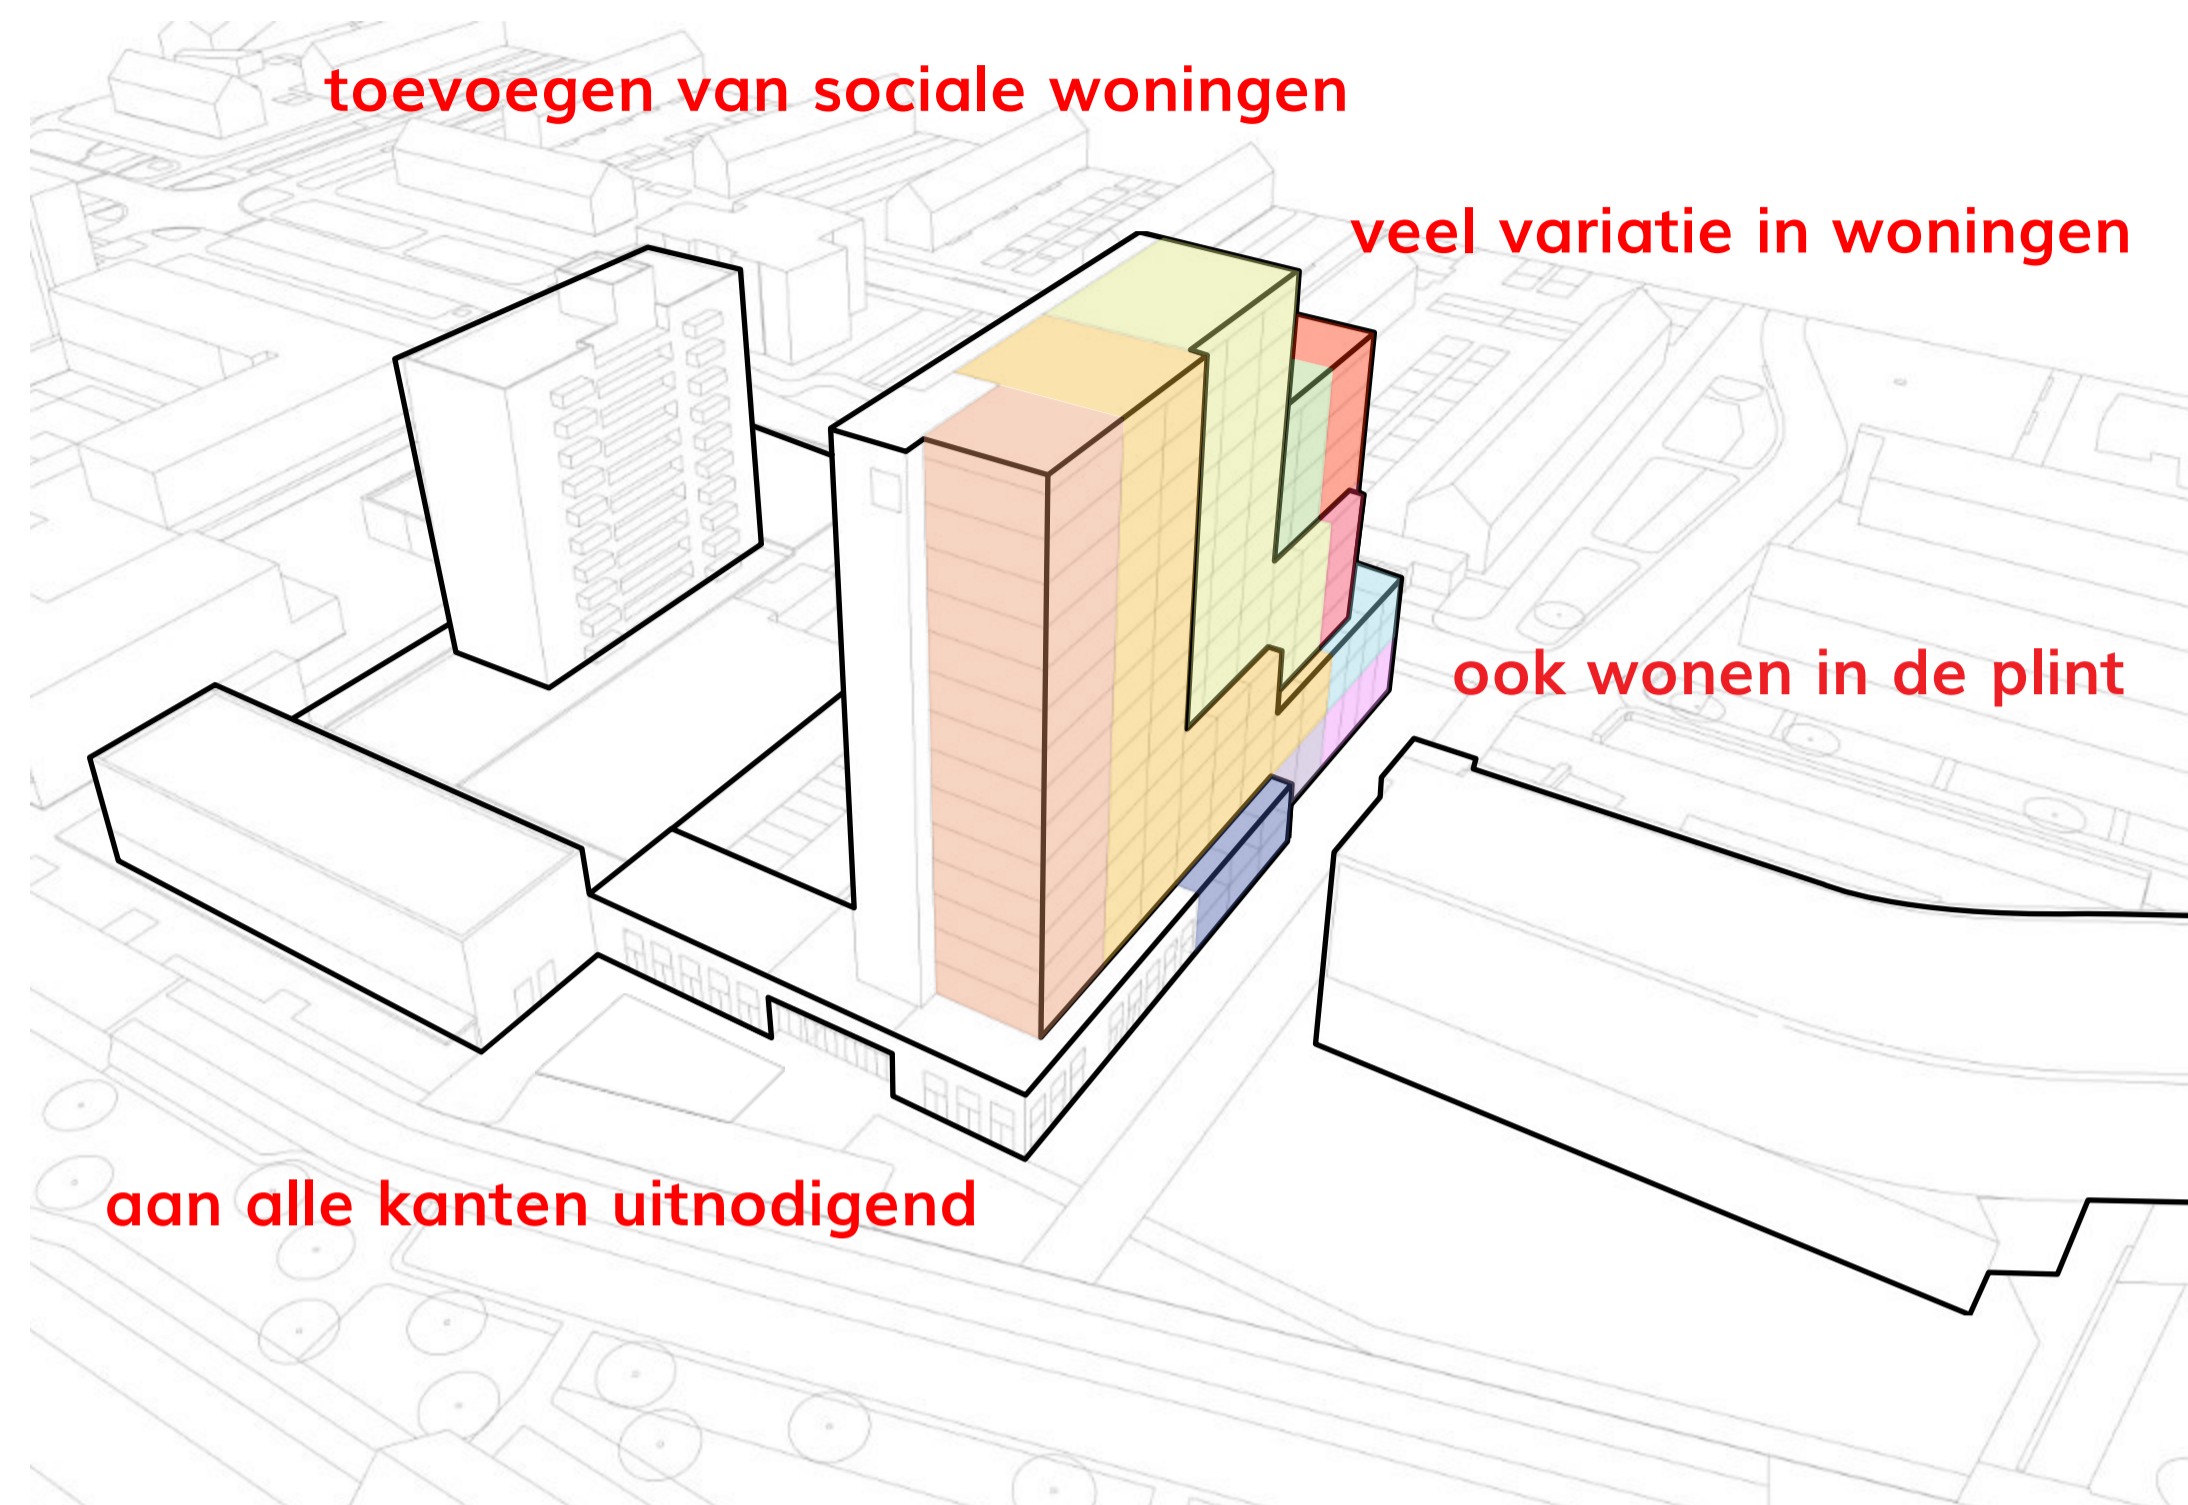 toevoegen van sociale woningen
veel variatie in woningen
ook wonen in de plint
aan alle kanten uitnodigend